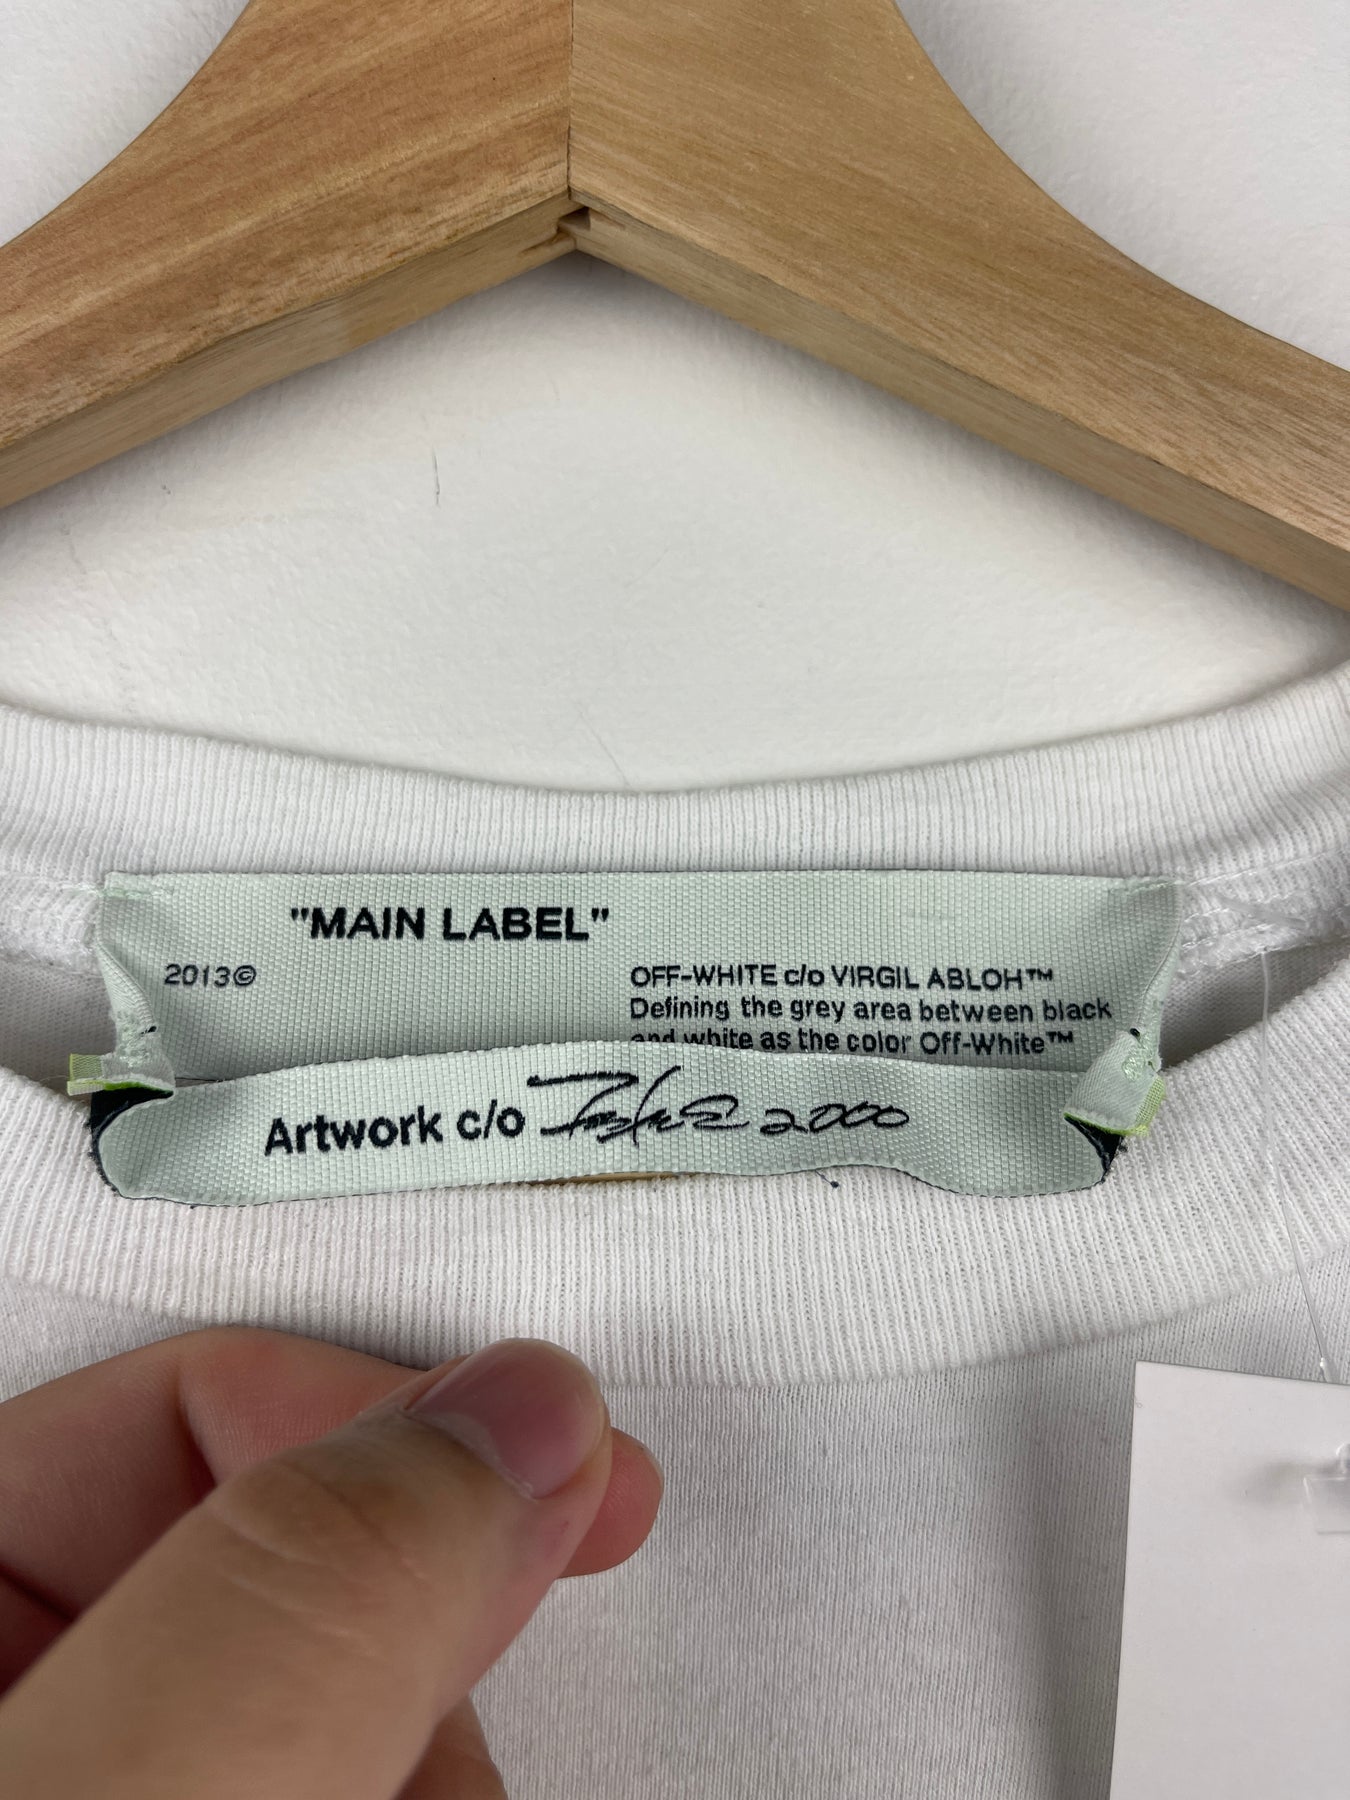 "MAIN LABEL"
2013©
OFF-WHITE c/o VIRGIL ABLOH™
Defining the grey area between black
and white as the color Off-White™
Artwork c/o Futura 2000